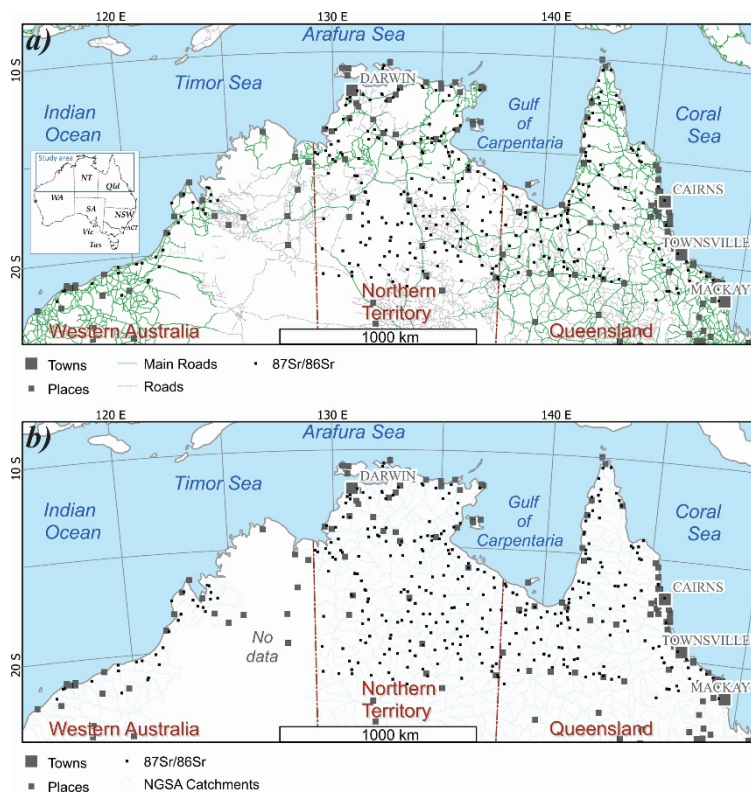 120 E
130 E
140 E
a)
Arafura Sea
10 S
Timor Sea
DARWIN
Indian
Ocean
Gulf
of
Carpentaria
Coral
Sea
Study area
NT
Qld
WA
SA
NSW
ACT
Vic
Tas
CAIRNS
TOWNSVILLE
20 S
MACKAY
Northern
Territory
Western Australia
Queensland
1000 km
Towns
Main Roads
87Sr/86Sr
Places
Roads
120 E
130 E
140 E
b)
Arafura Sea
10 S
Timor Sea
DARWIN
Indian
Ocean
Gulf
of
Carpentaria
Coral
Sea
CAIRNS
No
data
TOWNSVILLE
20 S
MACKAY
Northern
Territory
Western Australia
Queensland
1000 km
Towns
87Sr/86Sr
Places
NGSA Catchments